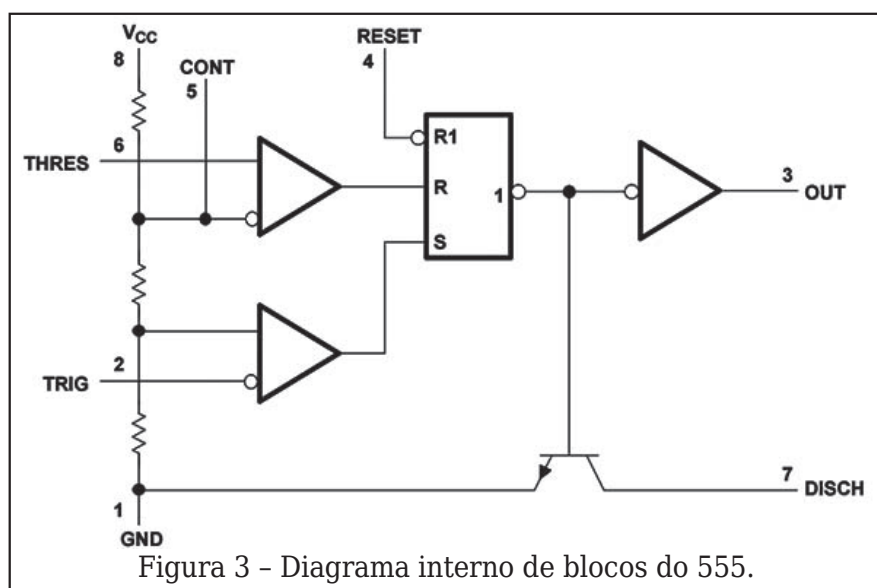 VCC
8
CONT
5
RESET
4
6
THRES
R1
R
1
S
3
OUT
2
TRIG
7
DISCH
1
GND
Figura 3 – Diagrama interno de blocos do 555.